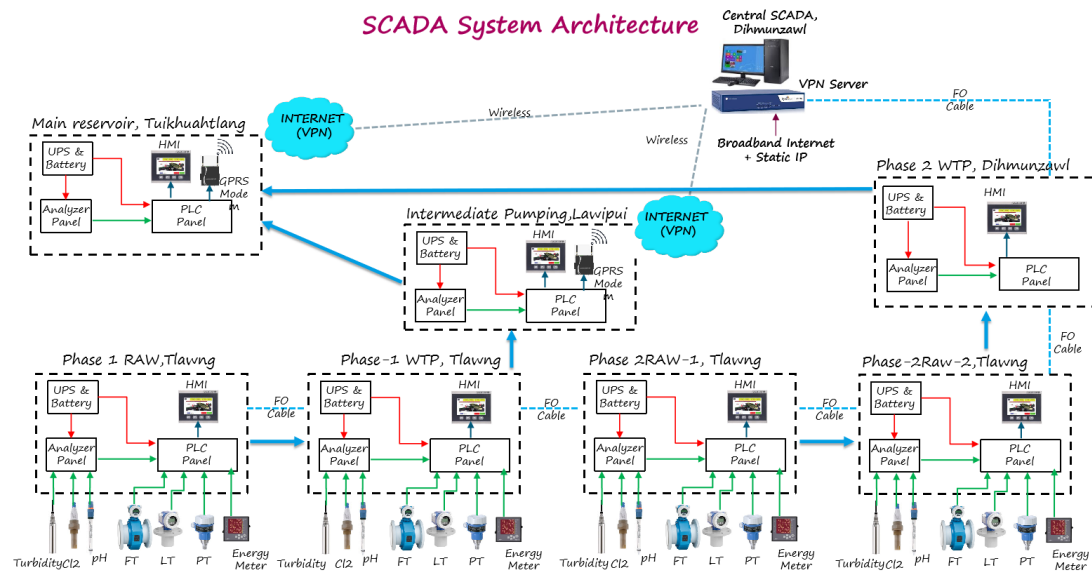 SCADA System Architecture
Central SCADA,
Dihmunzawl
VPN Server
FO
Cable
Wireless
Wireless
Broadband Internet
+ Static IP
INTERNET
(VPN)
Main reservoir, Tuikhuahtlang
UPS &
Battery
HMI
GPRS
Mode
m
Analyzer
Panel
PLC
Panel
INTERNET
(VPN)
Intermediate Pumping,Lawipui
UPS &
Battery
HMI
GPRS
Mode
m
Analyzer
Panel
PLC
Panel
Phase 2 WTP, Dihmunzawl
UPS &
Battery
HMI
Analyzer
Panel
PLC
Panel
FO
Cable
Phase 1 RAW,Tlawng
UPS &
Battery
HMI
Analyzer
Panel
PLC
Panel
Turbidity
Cl2
pH
FT
LT
PT
Energy
Meter
FO
Cable
Phase-1 WTP, Tlawng
UPS &
Battery
HMI
Analyzer
Panel
PLC
Panel
Turbidity
Cl2
pH
FT
LT
PT
Energy
Meter
FO
Cable
Phase 2RAW-1, Tlawng
UPS &
Battery
HMI
Analyzer
Panel
PLC
Panel
Turbidity
Cl2
pH
FT
LT
PT
Energy
Meter
FO
Cable
Phase-2Raw-2,Tlawng
UPS &
Battery
HMI
Analyzer
Panel
PLC
Panel
Turbidity
Cl2
pH
FT
LT
PT
Energy
Meter